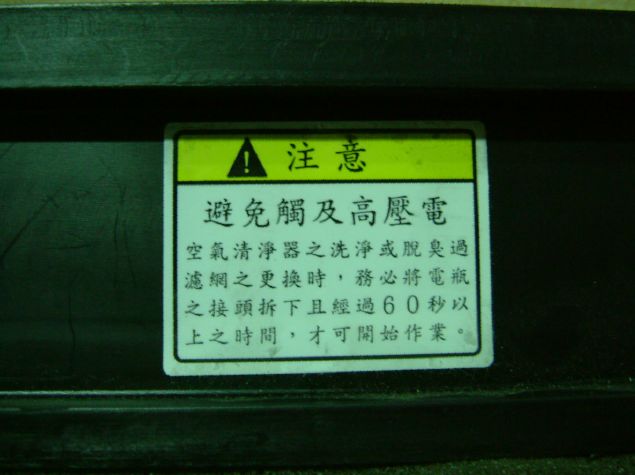 注意
避免觸及高壓電
空氣清淨器之洗淨或脫臭過
濾網之更換時，務必將電瓶
之接頭拆下且經過60秒以
上之時間，才可開始作業。